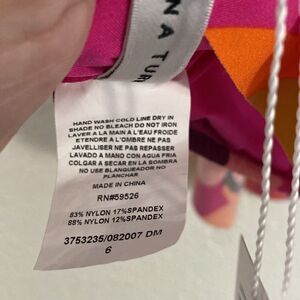 NATUR
HAND WASH COLD LINE DRY IN
SHADE NO BLEACH DO NOT IRON
LAVER A LA MAIN A L'EAU FROIDE
ETENDRE A L'OMBRE NE PAS
JAVELLISER NE PAS REPASSER
LAVADO A MANO CON AGUA FRIA
COLGAR A SECAR EN LA SOMBRA
NO USE BLANQUEADOR NO
PLANCHAR
MADE IN CHINA
RN#59526
83% NYLON 17%SPANDEX
88% NYLON 12%SPANDEX
3753235/082007 DM
6